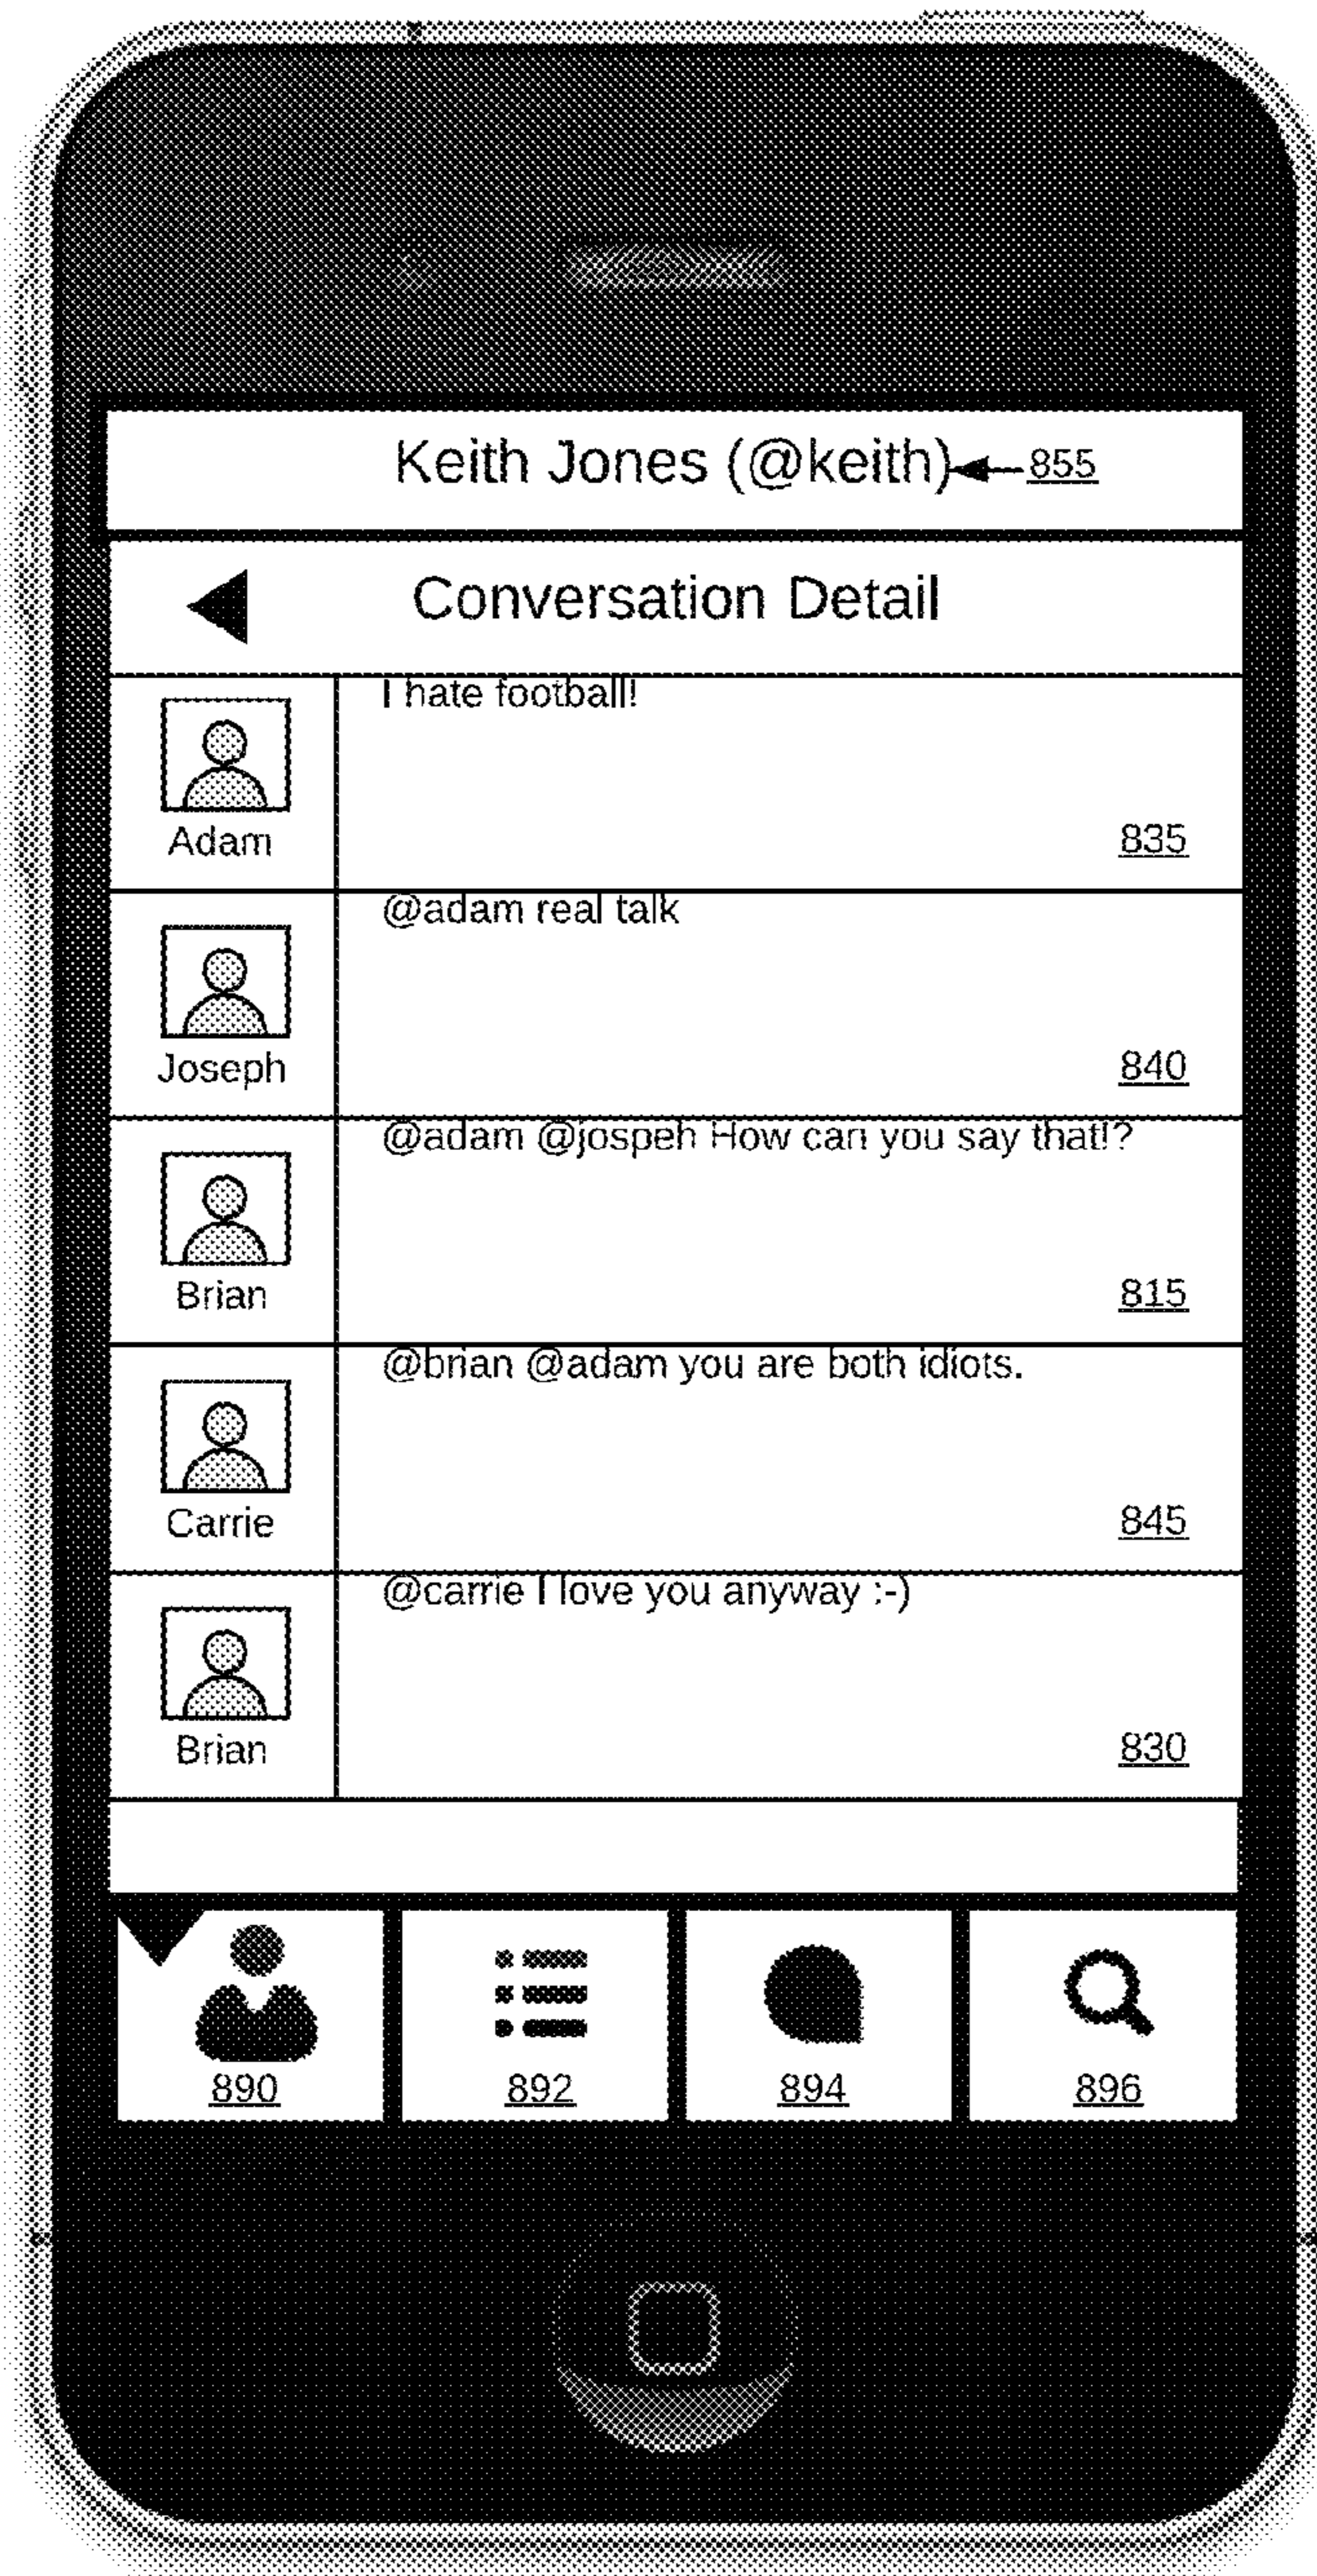 Keith Jones (@keith) 855
Conversation Detail
I hate football!
Adam
835
@adam real talk
Joseph
840
@adam @jospeh How can you say that!?
Brian
815
@brian @adam you are both idiots.
Carrie
845
@carrie I love you anyway :-)
Brian
830
890 892 894 896